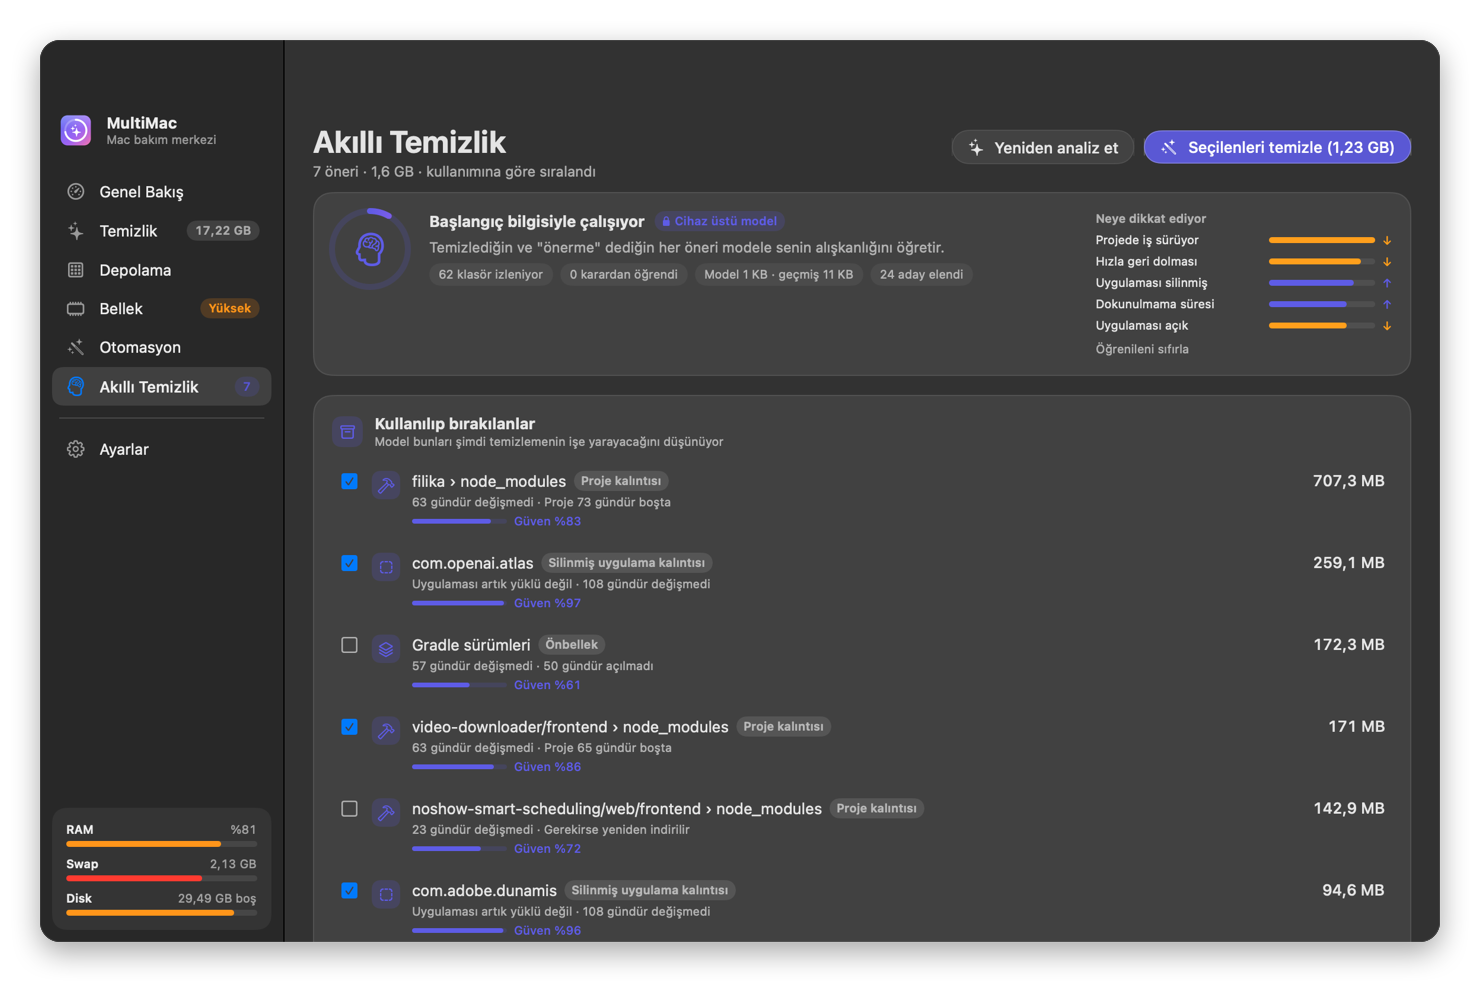 MultiMac
Mac bakım merkezi
Genel Bakış
Temizlik 17,22 GB
Depolama
Bellek Yüksek
Otomasyon
Akıllı Temizlik 7
Ayarlar
RAM %81
Swap 2,13 GB
Disk 29,49 GB boş
Akıllı Temizlik
7 öneri · 1,6 GB · kullanımına göre sıralandı
Yeniden analiz et
Seçilenleri temizle (1,23 GB)
Başlangıç bilgisiyle çalışıyor Cihaz üstü model
Temizlediğin ve "önerme" dediğin her öneri modele senin alışkanlığını öğretir.
62 klasör izleniyor 0 karardan öğrendi Model 1 KB · geçmiş 11 KB 24 aday elendi
Neye dikkat ediyor
Projede iş sürüyor ↓
Hızla geri dolması ↓
Uygulaması silinmiş ↑
Dokunulmama süresi ↑
Uygulaması açık ↓
Öğrenileni sıfırla
Kullanılıp bırakılanlar
Model bunları şimdi temizlemenin işe yarayacağını düşünüyor
filika › node_modules Proje kalıntısı 707,3 MB
63 gündür değişmedi · Proje 73 gündür boşta
Güven %83
com.openai.atlas Silinmiş uygulama kalıntısı 259,1 MB
Uygulaması artık yüklü değil · 108 gündür değişmedi
Güven %97
Gradle sürümleri Önbellek 172,3 MB
57 gündür değişmedi · 50 gündür açılmadı
Güven %61
video-downloader/frontend › node_modules Proje kalıntısı 171 MB
63 gündür değişmedi · Proje 65 gündür boşta
Güven %86
noshow-smart-scheduling/web/frontend › node_modules Proje kalıntısı 142,9 MB
23 gündür değişmedi · Gerekirse yeniden indirilir
Güven %72
com.adobe.dunamis Silinmiş uygulama kalıntısı 94,6 MB
Uygulaması artık yüklü değil · 108 gündür değişmedi
Güven %96